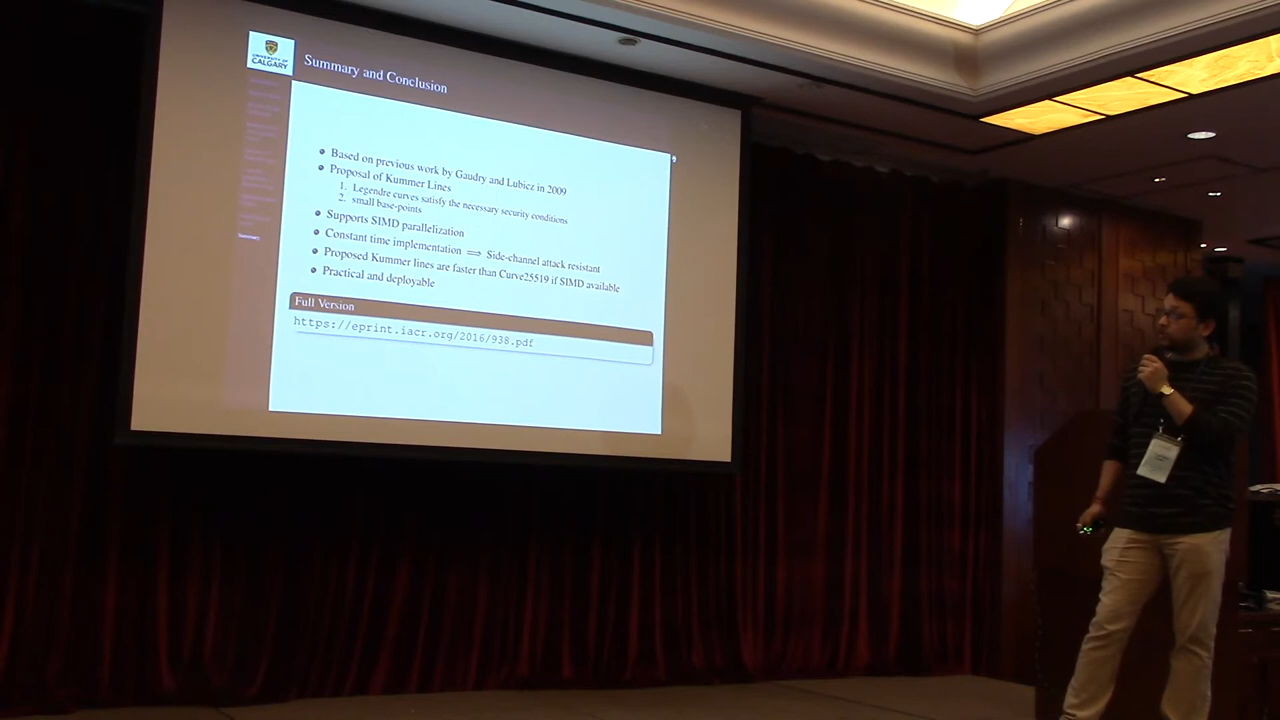 UNIVERSITY OF
CALGARY
Summary and Conclusion
9
Based on previous work by Gaudry and Lubicz in 2009
Proposal of Kummer Lines
1. Legendre curves satisfy the necessary security conditions
2. small base-points
Supports SIMD parallelization
Constant time implementation ⟹ Side-channel attack resistant
Proposed Kummer lines are faster than Curve25519 if SIMD available
Practical and deployable
Full Version
https://eprint.iacr.org/2016/938.pdf